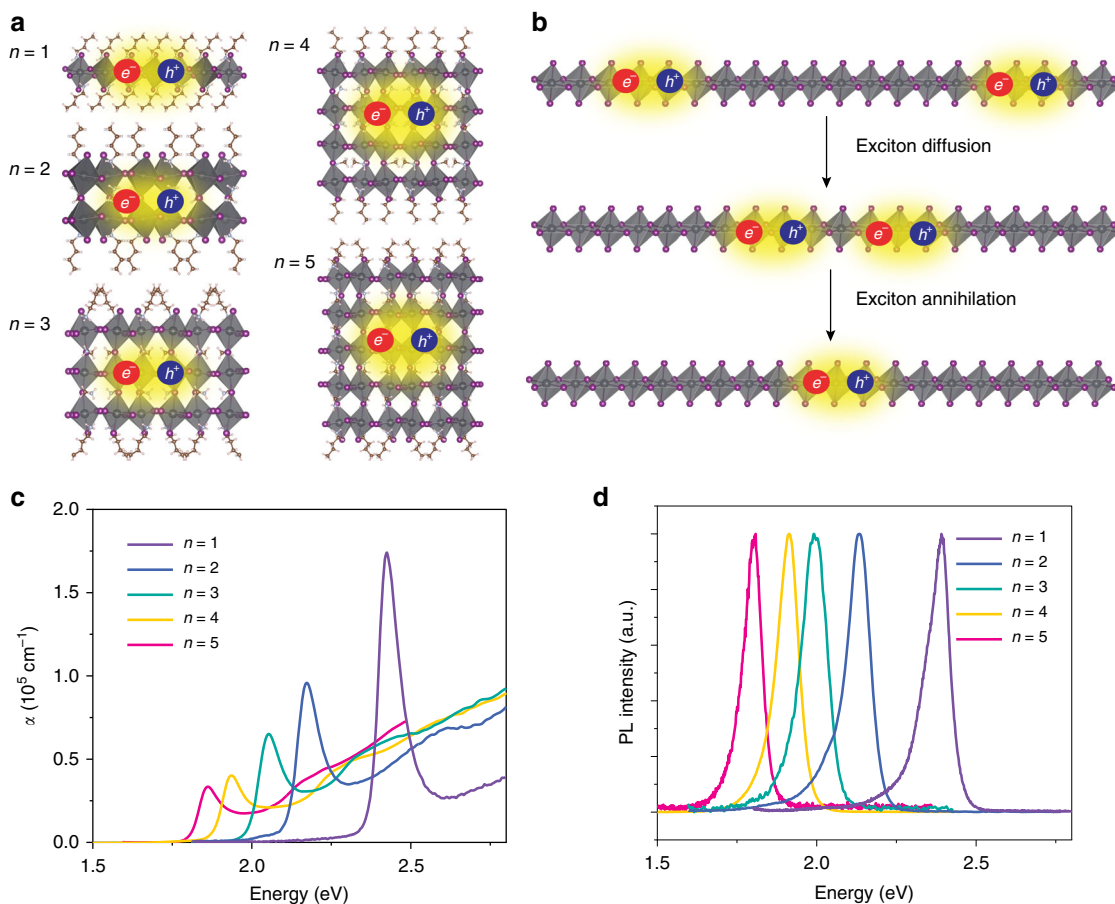 a
n = 1
e⁻ h⁺
n = 2
e⁻ h⁺
n = 3
e⁻ h⁺
n = 4
e⁻ h⁺
n = 5
e⁻ h⁺
b
e⁻ h⁺ e⁻ h⁺
Exciton diffusion
e⁻ h⁺ e⁻ h⁺
Exciton annihilation
e⁻ h⁺
c
2.0
1.5
1.0
0.5
0.0
α (10⁵ cm⁻¹)
n = 1
n = 2
n = 3
n = 4
n = 5
1.5 2.0 2.5
Energy (eV)
d
PL intensity (a.u.)
n = 1
n = 2
n = 3
n = 4
n = 5
1.5 2.0 2.5
Energy (eV)